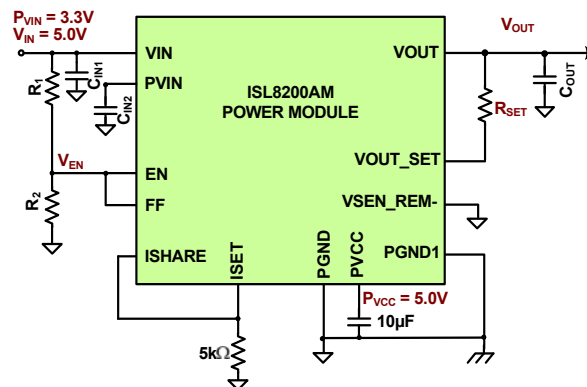 PVIN = 3.3V
VIN = 5.0V
VIN
PVIN
CIN1
CIN2
R1
VEN
R2
EN
FF
ISHARE
ISET
5kΩ
ISL8200AM
POWER MODULE
VOUT
VOUT
COUT
RSET
VOUT_SET
VSEN_REM-
PGND1
PGND
PVCC
PVCC = 5.0V
10µF